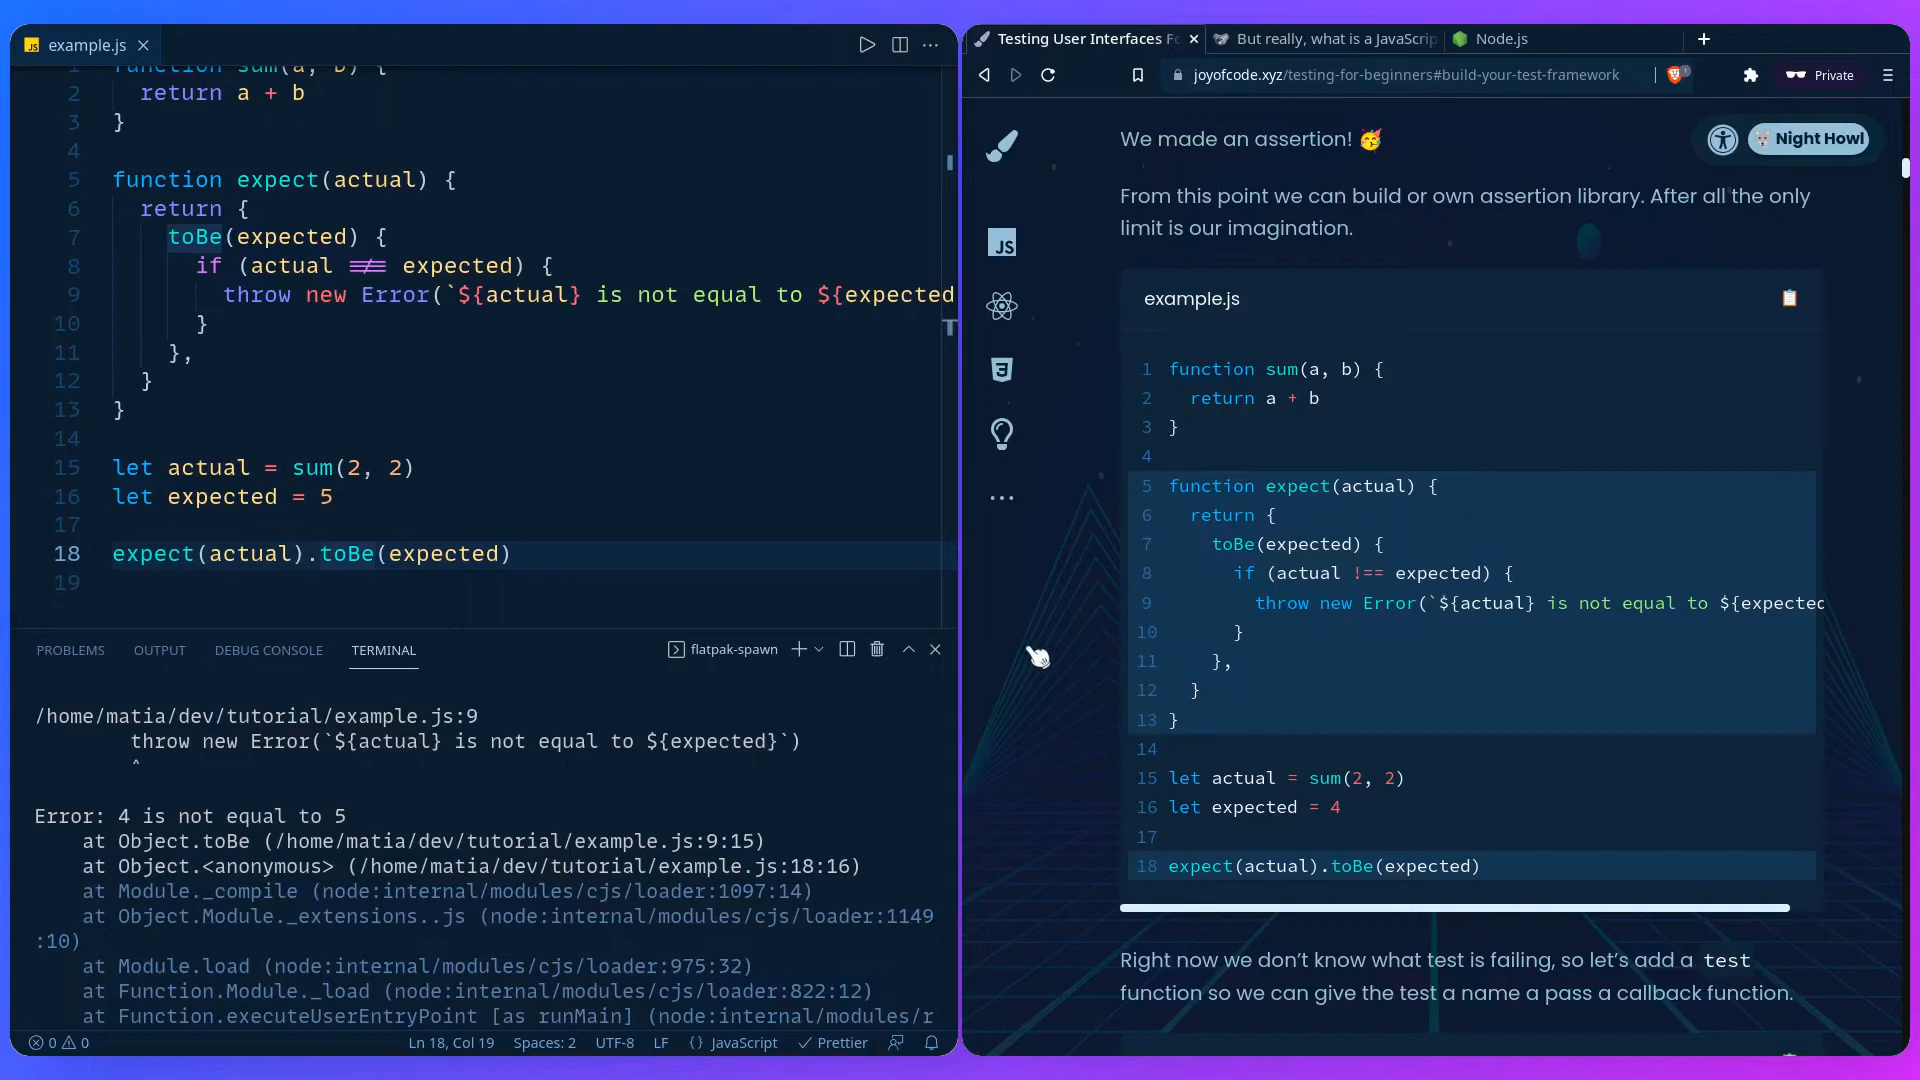 JS example.js
1 function sum(a, b) {
2 return a + b
3 }
4
5 function expect(actual) {
6 return {
7 toBe(expected) {
8 if (actual !== expected) {
9 throw new Error(`${actual} is not equal to ${expected
10 }
11 },
12 }
13 }
14
15 let actual = sum(2, 2)
16 let expected = 5
17
18 expect(actual).toBe(expected)
19
PROBLEMS OUTPUT DEBUG CONSOLE TERMINAL flatpak-spawn
/home/matia/dev/tutorial/example.js:9
throw new Error(`${actual} is not equal to ${expected}`)
^
Error: 4 is not equal to 5
at Object.toBe (/home/matia/dev/tutorial/example.js:9:15)
at Object.<anonymous> (/home/matia/dev/tutorial/example.js:18:16)
at Module._compile (node:internal/modules/cjs/loader:1097:14)
at Object.Module._extensions..js (node:internal/modules/cjs/loader:1149
:10)
at Module.load (node:internal/modules/cjs/loader:975:32)
at Function.Module._load (node:internal/modules/cjs/loader:822:12)
at Function.executeUserEntryPoint [as runMain] (node:internal/modules/r
0 0 Ln 18, Col 19 Spaces: 2 UTF-8 LF {} JavaScript Prettier
Testing User Interfaces Fo But really, what is a JavaScrip Node.js
joyofcode.xyz/testing-for-beginners#build-your-test-framework 1 Private
We made an assertion! 🥳
Night Howl
From this point we can build or own assertion library. After all the only
limit is our imagination.
JS
example.js
1 function sum(a, b) {
2 return a + b
3 }
4
5 function expect(actual) {
6 return {
7 toBe(expected) {
8 if (actual !== expected) {
9 throw new Error(`${actual} is not equal to ${expected
10 }
11 },
12 }
13 }
14
15 let actual = sum(2, 2)
16 let expected = 4
17
18 expect(actual).toBe(expected)
Right now we don't know what test is failing, so let's add a test
function so we can give the test a name a pass a callback function.